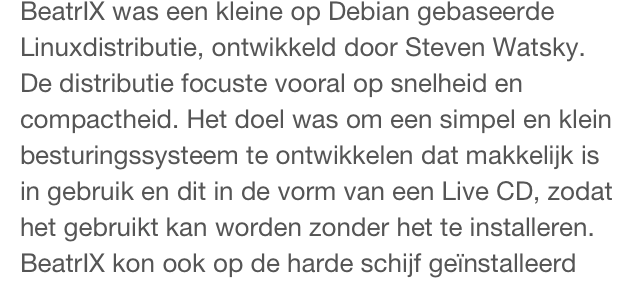 BeatrIX was een kleine op Debian gebaseerde
Linuxdistributie, ontwikkeld door Steven Watsky.
De distributie focuste vooral op snelheid en
compactheid. Het doel was om een simpel en klein
besturingssysteem te ontwikkelen dat makkelijk is
in gebruik en dit in de vorm van een Live CD, zodat
het gebruikt kan worden zonder het te installeren.
BeatrIX kon ook op de harde schijf geïnstalleerd